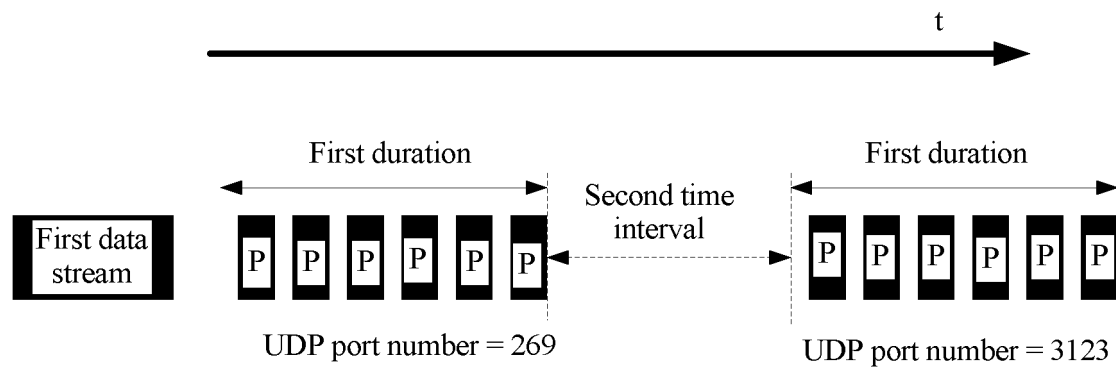 t
First duration
First duration
Second time
interval
First data
stream
P P P P P P
P P P P P P
UDP port number = 269
UDP port number = 3123